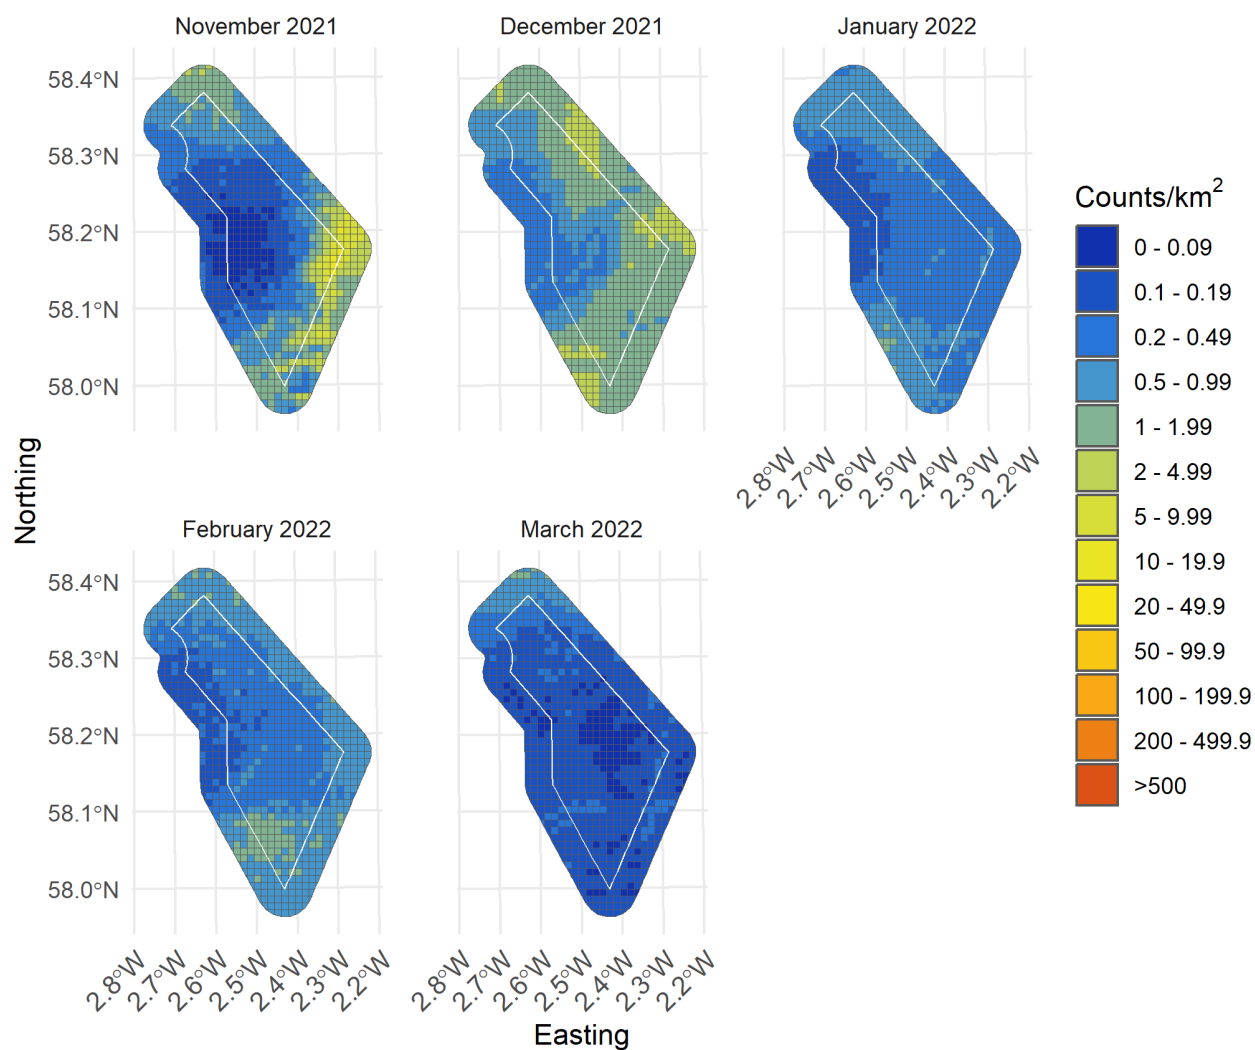 November 2021
December 2021
January 2022
58.4°N
58.3°N
58.2°N
58.1°N
58.0°N
2.8°W
2.7°W
2.6°W
2.5°W
2.4°W
2.3°W
2.2°W
Counts/km²
0 - 0.09
0.1 - 0.19
0.2 - 0.49
0.5 - 0.99
1 - 1.99
2 - 4.99
5 - 9.99
10 - 19.9
20 - 49.9
50 - 99.9
100 - 199.9
200 - 499.9
>500
Northing
February 2022
March 2022
58.4°N
58.3°N
58.2°N
58.1°N
58.0°N
2.8°W
2.7°W
2.6°W
2.5°W
2.4°W
2.3°W
2.2°W
2.8°W
2.7°W
2.6°W
2.5°W
2.4°W
2.3°W
2.2°W
Easting